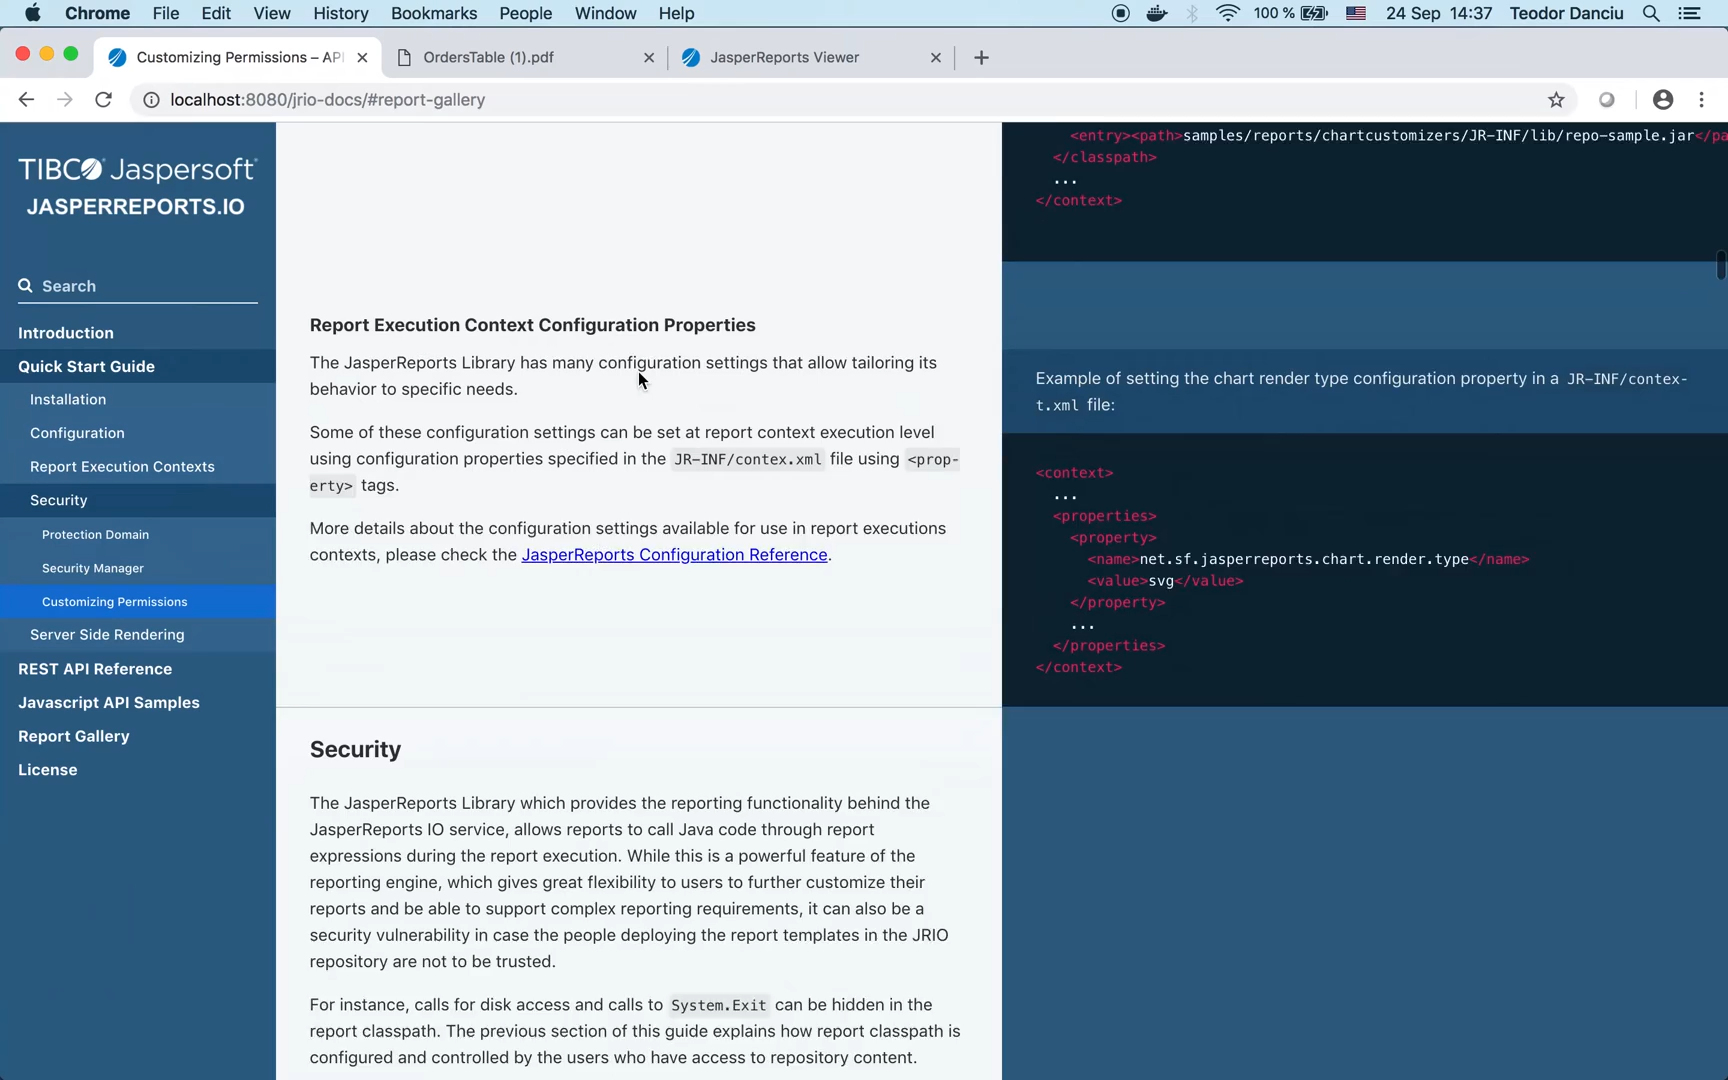 Chrome File Edit View History Bookmarks People Window Help 100 % 24 Sep 14:37 Teodor Danciu
Customizing Permissions – API
OrdersTable (1).pdf
JasperReports Viewer
localhost:8080/jrio-docs/#report-gallery
TIBCO Jaspersoft
JASPERREPORTS.IO
Search
Introduction
Quick Start Guide
Installation
Configuration
Report Execution Contexts
Security
Protection Domain
Security Manager
Customizing Permissions
Server Side Rendering
REST API Reference
Javascript API Samples
Report Gallery
License
Report Execution Context Configuration Properties
The JasperReports Library has many configuration settings that allow tailoring its
behavior to specific needs.
Some of these configuration settings can be set at report context execution level
using configuration properties specified in the JR-INF/contex.xml file using <prop-
erty> tags.
More details about the configuration settings available for use in report executions
contexts, please check the JasperReports Configuration Reference.
Security
The JasperReports Library which provides the reporting functionality behind the
JasperReports IO service, allows reports to call Java code through report
expressions during the report execution. While this is a powerful feature of the
reporting engine, which gives great flexibility to users to further customize their
reports and be able to support complex reporting requirements, it can also be a
security vulnerability in case the people deploying the report templates in the JRIO
repository are not to be trusted.
For instance, calls for disk access and calls to System.Exit can be hidden in the
report classpath. The previous section of this guide explains how report classpath is
configured and controlled by the users who have access to repository content.
<entry><path>samples/reports/chartcustomizers/JR-INF/lib/repo-sample.jar</pa
</classpath>
...
</context>
Example of setting the chart render type configuration property in a JR-INF/contex-
t.xml file:
<context>
...
<properties>
<property>
<name>net.sf.jasperreports.chart.render.type</name>
<value>svg</value>
</property>
...
</properties>
</context>